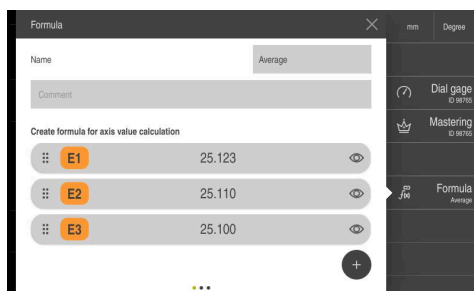 Formula
mm
Degree
Name
Average
Comment
Create formula for axis value calculation
E1
25.123
E2
25.110
E3
25.100
+
Dial gage
ID 98765
Mastering
ID 98765
f(x)
Formula
Average